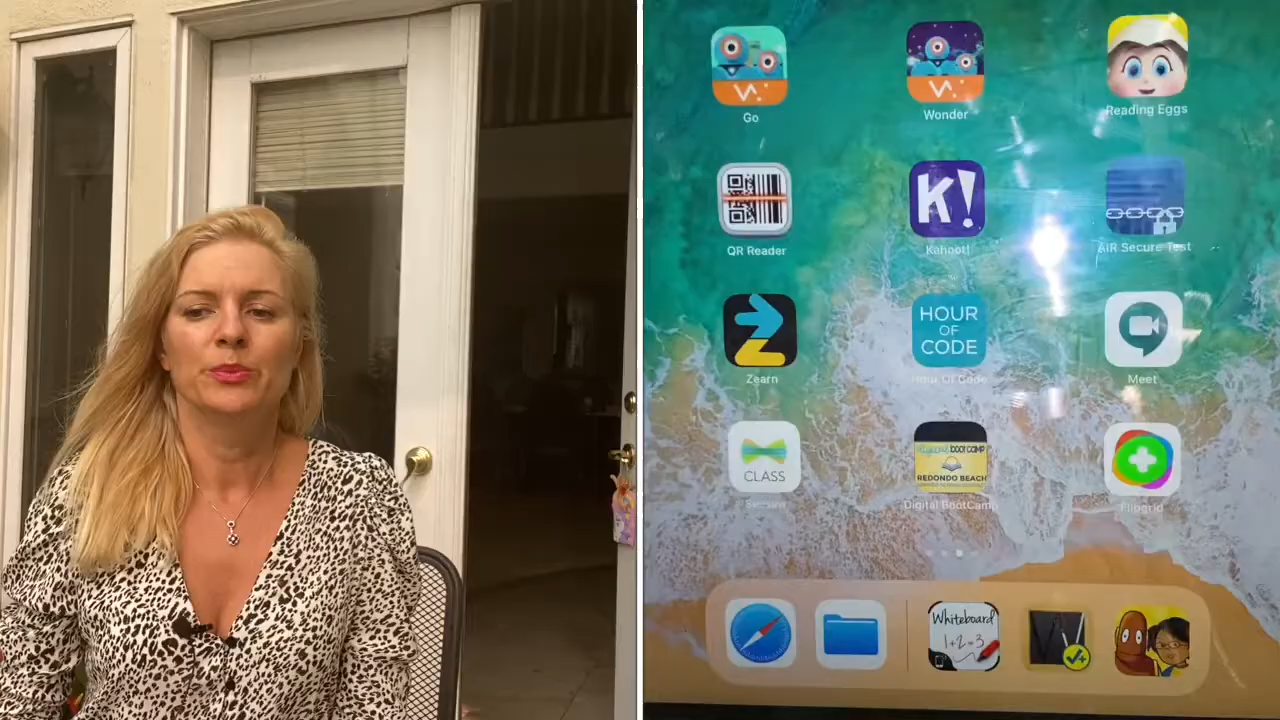 Go
Wonder
Reading Eggs
QR Reader
K!
Kahoot!
AIR Secure Test
Zearn
HOUR
OF
CODE
Hour Of Code
Meet
CLASS
BOOTCAMP
REDONDO BEACH
Digital BootCamp
Flipgrid
Whiteboard
1+2=3